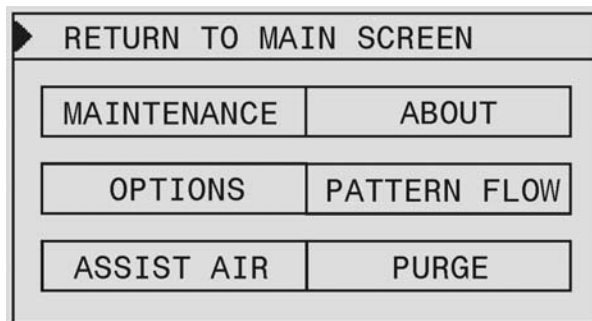 RETURN TO MAIN SCREEN
MAINTENANCE ABOUT
OPTIONS PATTERN FLOW
ASSIST AIR PURGE